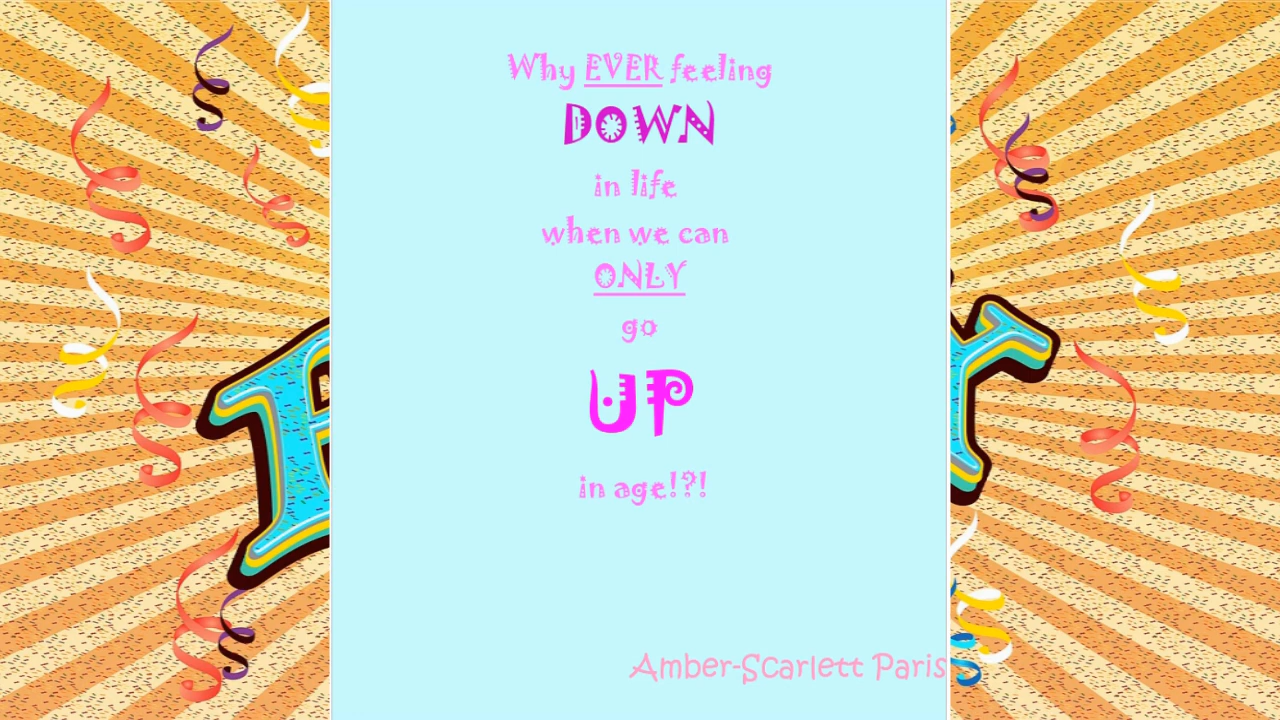 Why EVER feeling
DOWN
in life
when we can
ONLY
go
UP
in age!?!
Amber-Scarlett Paris